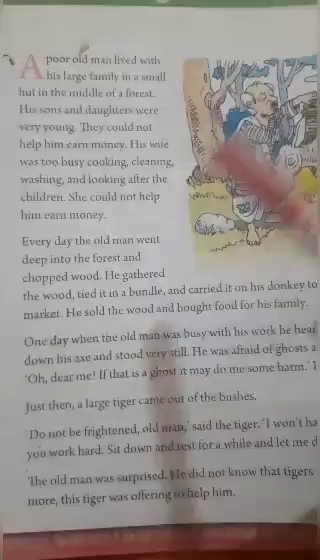 A poor old man lived with
his large family in a small
hut in the middle of a forest.
His sons and daughters were
very young. They could not
help him earn money. His wife
was too busy cooking, cleaning,
washing, and looking after the
children. She could not help
him earn money.
Every day the old man went
deep into the forest and
chopped wood. He gathered
the wood, tied it in a bundle, and carried it on his donkey to
market. He sold the wood and bought food for his family.
One day when the old man was busy with his work he hear
down his axe and stood very still. He was afraid of ghosts a
'Oh, dear me! If that is a ghost it may do me some harm.'
Just then, a large tiger came out of the bushes.
'Do not be frightened, old man,' said the tiger. 'I won't ha
you work hard. Sit down and rest for a while and let me d
The old man was surprised. He did not know that tigers
more, this tiger was offering to help him.